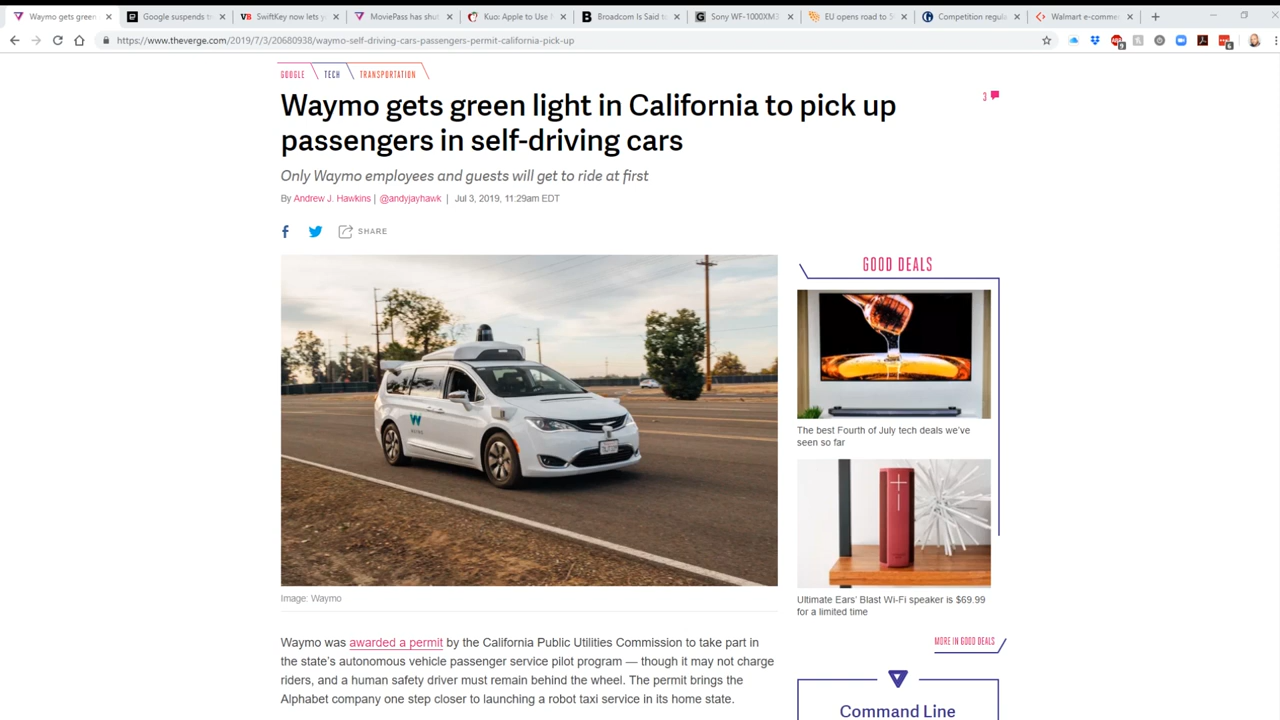 Waymo gets green
Google suspends th
SwiftKey now lets y
MoviePass has shut
Kuo: Apple to Use N
Broadcom Is Said to
Sony WF-1000XM3
EU opens road to 5
Competition regula
Walmart e-commer
https://www.theverge.com/2019/7/3/20680938/waymo-self-driving-cars-passengers-permit-california-pick-up
GOOGLE TECH TRANSPORTATION
Waymo gets green light in California to pick up
passengers in self-driving cars
3
Only Waymo employees and guests will get to ride at first
By Andrew J. Hawkins | @andyjayhawk | Jul 3, 2019, 11:29am EDT
SHARE
WAYMO
Image: Waymo
Waymo was awarded a permit by the California Public Utilities Commission to take part in
the state's autonomous vehicle passenger service pilot program — though it may not charge
riders, and a human safety driver must remain behind the wheel. The permit brings the
Alphabet company one step closer to launching a robot taxi service in its home state.
GOOD DEALS
The best Fourth of July tech deals we've
seen so far
Ultimate Ears' Blast Wi-Fi speaker is $69.99
for a limited time
MORE IN GOOD DEALS
Command Line